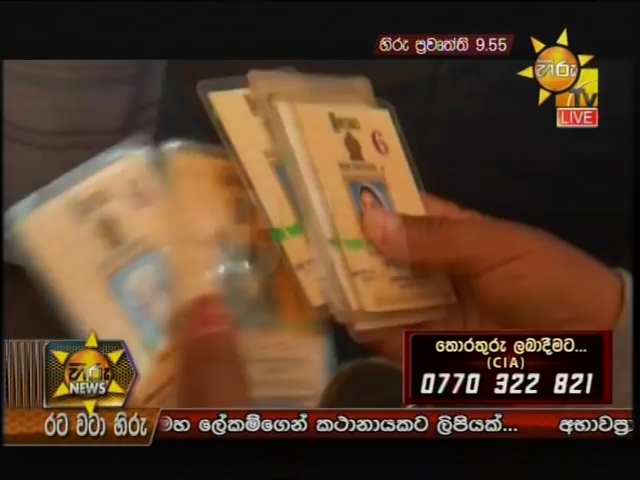 හිරු ප්‍රවෘත්ති 9.55
හිරු
Tv
LIVE
6
තොරතුරු ලබාදීමට...
(CIA)
0770 322 821
හිරු
NEWS
රට වටා හිරු
මහ ලේකම්ගෙන් කථානායකට ලිපියක්...